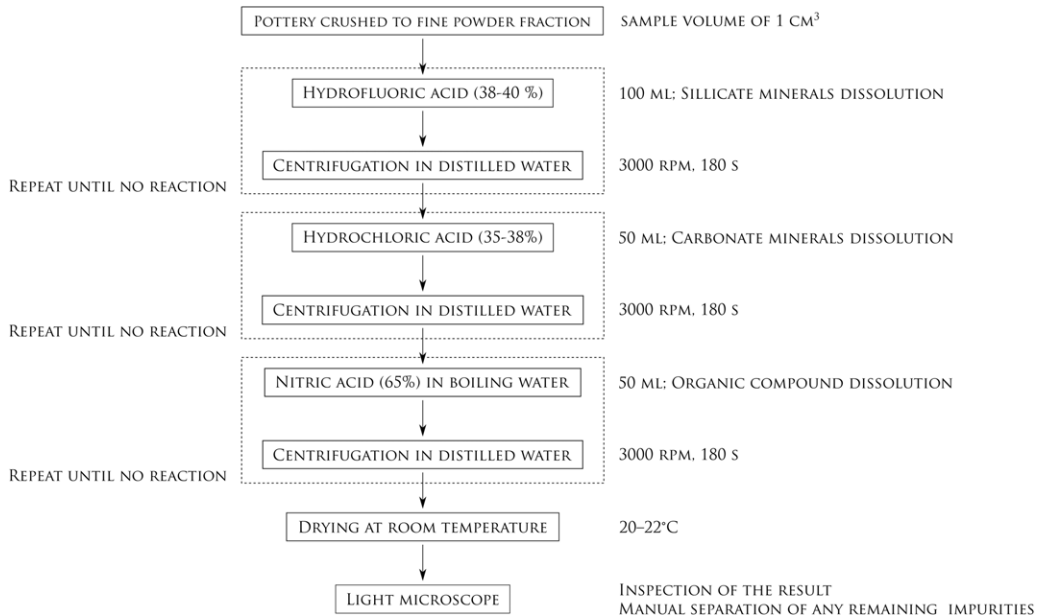 Pottery crushed to fine powder fraction
sample volume of 1 cm³
Hydrofluoric acid (38-40 %)
100 ml; Sillicate minerals dissolution
Centrifugation in distilled water
3000 rpm, 180 s
Repeat until no reaction
Hydrochloric acid (35-38%)
50 ml; Carbonate minerals dissolution
Centrifugation in distilled water
3000 rpm, 180 s
Repeat until no reaction
Nitric acid (65%) in boiling water
50 ml; Organic compound dissolution
Centrifugation in distilled water
3000 rpm, 180 s
Repeat until no reaction
Drying at room temperature
20–22°C
Light microscope
Inspection of the result
Manual separation of any remaining impurities